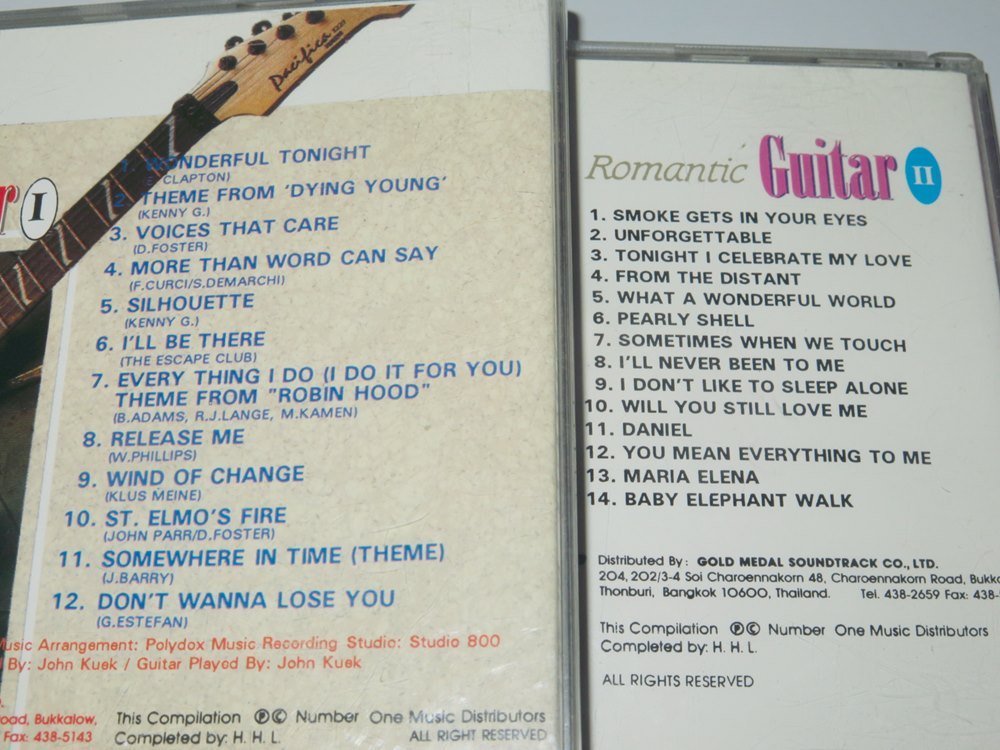 Pacifica
r I
1. WONDERFUL TONIGHT
(E. CLAPTON)
2. THEME FROM 'DYING YOUNG'
(KENNY G.)
3. VOICES THAT CARE
(D.FOSTER)
4. MORE THAN WORD CAN SAY
(F.CURCI/S.DEMARCHI)
5. SILHOUETTE
(KENNY G.)
6. I'LL BE THERE
(THE ESCAPE CLUB)
7. EVERY THING I DO (I DO IT FOR YOU)
THEME FROM "ROBIN HOOD"
(B.ADAMS, R.J.LANGE, M.KAMEN)
8. RELEASE ME
(W.PHILLIPS)
9. WIND OF CHANGE
(KLUS MEINE)
10. ST. ELMO'S FIRE
(JOHN PARR/D.FOSTER)
11. SOMEWHERE IN TIME (THEME)
(J.BARRY)
12. DON'T WANNA LOSE YOU
(G.ESTEFAN)
Music Arrangement: Polydox Music Recording Studio: Studio 800
d By: John Kuek / Guitar Played By: John Kuek
oad, Bukkalow,
Fax: 438-5143
This Compilation ℗© Number One Music Distributors
Completed by: H. H. L.
ALL RIGHT RESERVED
Romantic Guitar II
1. SMOKE GETS IN YOUR EYES
2. UNFORGETTABLE
3. TONIGHT I CELEBRATE MY LOVE
4. FROM THE DISTANT
5. WHAT A WONDERFUL WORLD
6. PEARLY SHELL
7. SOMETIMES WHEN WE TOUCH
8. I'LL NEVER BEEN TO ME
9. I DON'T LIKE TO SLEEP ALONE
10. WILL YOU STILL LOVE ME
11. DANIEL
12. YOU MEAN EVERYTHING TO ME
13. MARIA ELENA
14. BABY ELEPHANT WALK
Distributed By: GOLD MEDAL SOUNDTRACK CO., LTD.
204, 202/3-4 Soi Charoennakorn 48, Charoennakorn Road, Bukka
Thonburi, Bangkok 10600, Thailand. Tel. 438-2659 Fax: 438-
This Compilation ℗© Number One Music Distributors
Completed by: H. H. L.
ALL RIGHTS RESERVED